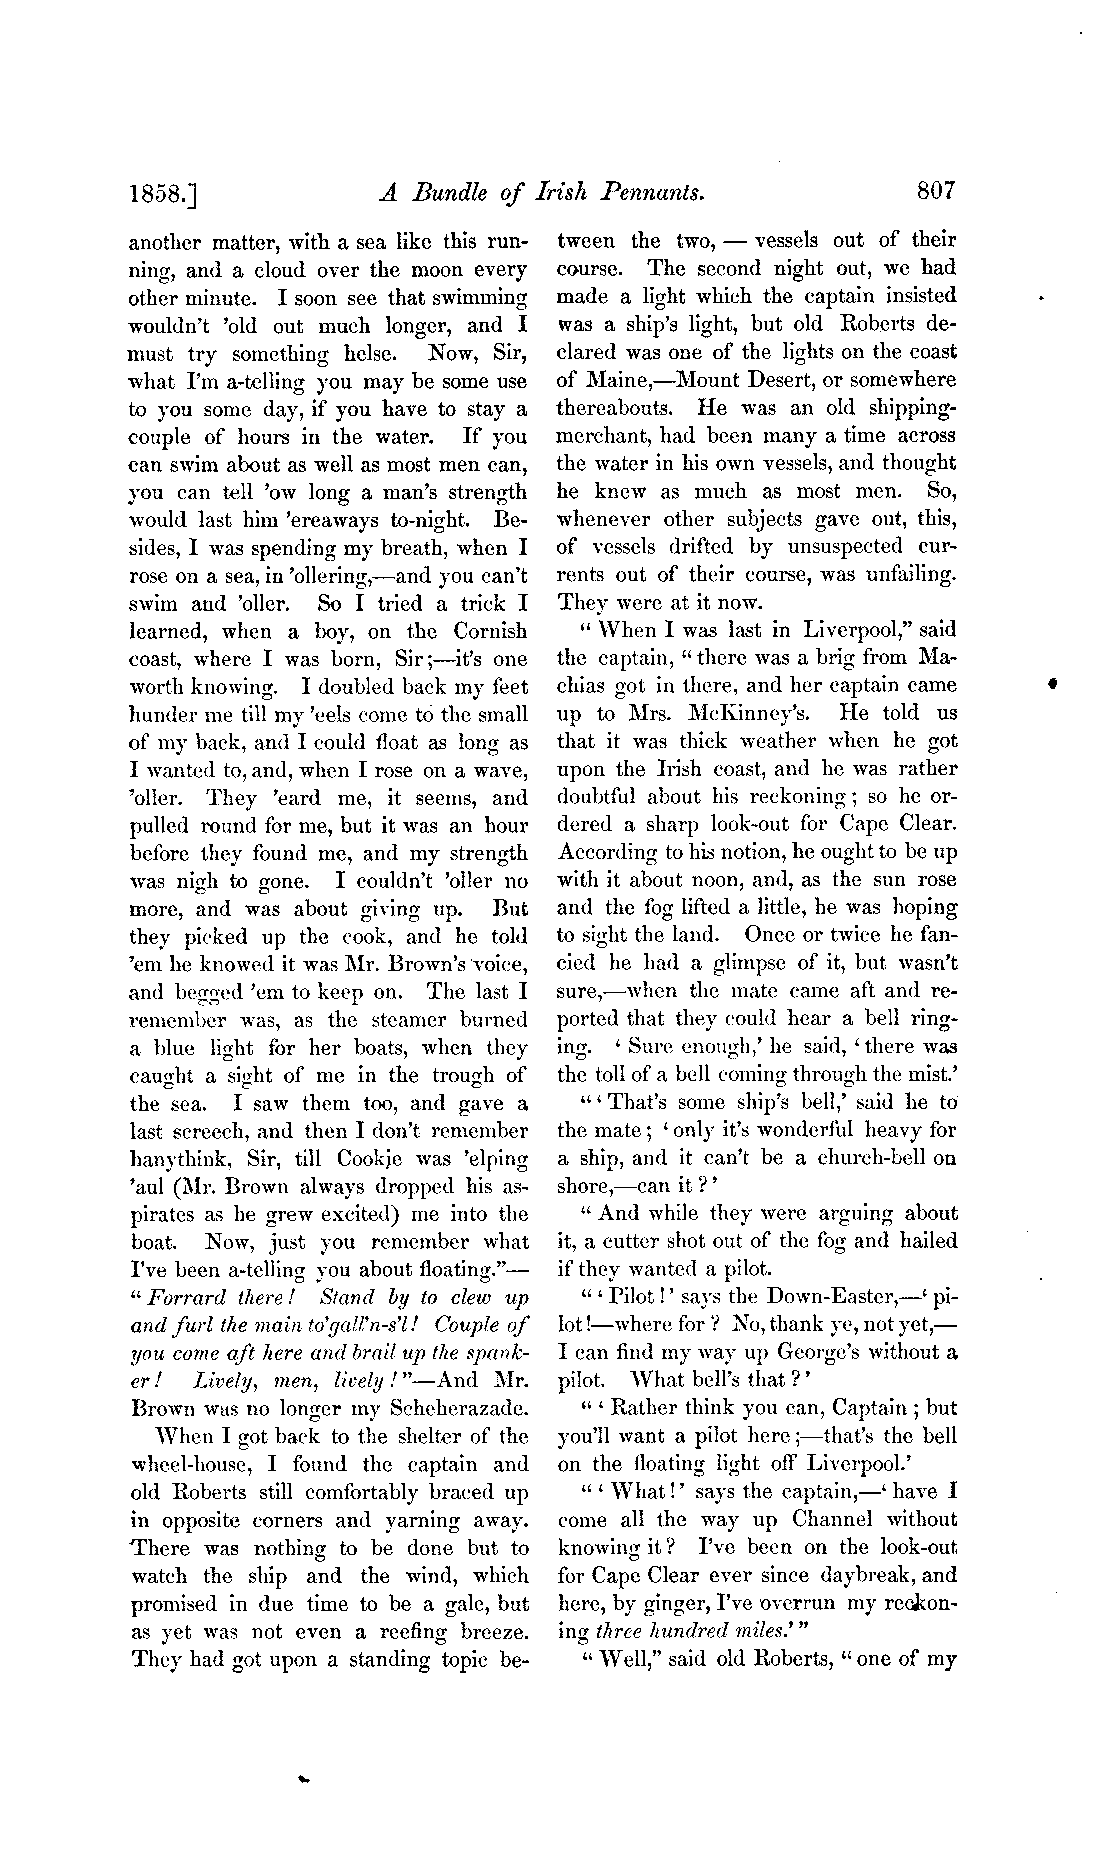 1858.] A Bundle of Irish Pennants. 807
another matter, with a sea like this run-
ning, and a cloud over the moon every
other minute. I soon see that swimming
wouldn't 'old out much longer, and I
must try something helse. Now, Sir,
what I'm a-telling you may be some use
to you some day, if you have to stay a
couple of hours in the water. If you
can swim about as well as most men can,
you can tell 'ow long a man's strength
would last him 'ereaways to-night. Be-
sides, I was spending my breath, when I
rose on a sea, in 'ollering,—and you can't
swim and 'oller. So I tried a trick I
learned, when a boy, on the Cornish
coast, where I was born, Sir;—it's one
worth knowing. I doubled back my feet
hunder me till my 'eels come to the small
of my back, and I could float as long as
I wanted to, and, when I rose on a wave,
'oller. They 'eard me, it seems, and
pulled round for me, but it was an hour
before they found me, and my strength
was nigh to gone. I couldn't 'oller no
more, and was about giving up. But
they picked up the cook, and he told
'em he knowed it was Mr. Brown's voice,
and begged 'em to keep on. The last I
remember was, as the steamer burned
a blue light for her boats, when they
caught a sight of me in the trough of
the sea. I saw them too, and gave a
last screech, and then I don't remember
hanythink, Sir, till Cookie was 'elping
'aul (Mr. Brown always dropped his as-
pirates as he grew excited) me into the
boat. Now, just you remember what
I've been a-telling you about floating."—
"Forrard there! Stand by to clew up
and furl the main to'gall'n-s'l! Couple of
you come aft here and brail up the spank-
er! Lively, men, lively!"—And Mr.
Brown was no longer my Scheherazade.
When I got back to the shelter of the
wheel-house, I found the captain and
old Roberts still comfortably braced up
in opposite corners and yarning away.
There was nothing to be done but to
watch the ship and the wind, which
promised in due time to be a gale, but
as yet was not even a reefing breeze.
They had got upon a standing topic be-
tween the two, — vessels out of their
course. The second night out, we had
made a light which the captain insisted
was a ship's light, but old Roberts de-
clared was one of the lights on the coast
of Maine,—Mount Desert, or somewhere
thereabouts. He was an old shipping-
merchant, had been many a time across
the water in his own vessels, and thought
he knew as much as most men. So,
whenever other subjects gave out, this,
of vessels drifted by unsuspected cur-
rents out of their course, was unfailing.
They were at it now.
"When I was last in Liverpool," said
the captain, "there was a brig from Ma-
chias got in there, and her captain came
up to Mrs. McKinney's. He told us
that it was thick weather when he got
upon the Irish coast, and he was rather
doubtful about his reckoning; so he or-
dered a sharp look-out for Cape Clear.
According to his notion, he ought to be up
with it about noon, and, as the sun rose
and the fog lifted a little, he was hoping
to sight the land. Once or twice he fan-
cied he had a glimpse of it, but wasn't
sure,—when the mate came aft and re-
ported that they could hear a bell ring-
ing. 'Sure enough,' he said, 'there was
the toll of a bell coming through the mist.'
"'That's some ship's bell,' said he to
the mate; 'only it's wonderful heavy for
a ship, and it can't be a church-bell on
shore,—can it?'
"And while they were arguing about
it, a cutter shot out of the fog and hailed
if they wanted a pilot.
"'Pilot!' says the Down-Easter,—'pi-
lot!—where for? No, thank ye, not yet,—
I can find my way up George's without a
pilot. What bell's that?'
"'Rather think you can, Captain; but
you'll want a pilot here;—that's the bell
on the floating light off Liverpool.'
"'What!' says the captain,—'have I
come all the way up Channel without
knowing it? I've been on the look-out
for Cape Clear ever since daybreak, and
here, by ginger, I've overrun my reckon-
ing three hundred miles.'"
"Well," said old Roberts, "one of my